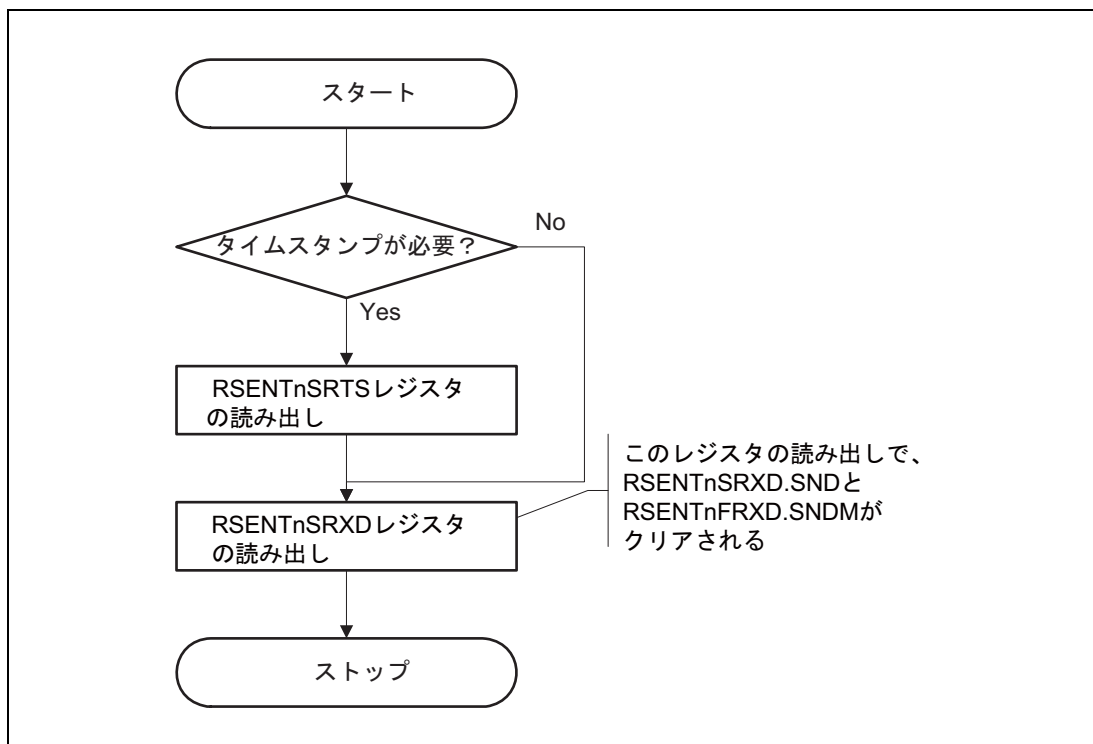 スタート
タイムスタンプが必要？
No
Yes
RSENTnSRTSレジスタ
の読み出し
このレジスタの読み出しで、
RSENTnSRXD.SNDと
RSENTnFRXD.SNDMが
クリアされる
RSENTnSRXDレジスタ
の読み出し
ストップ